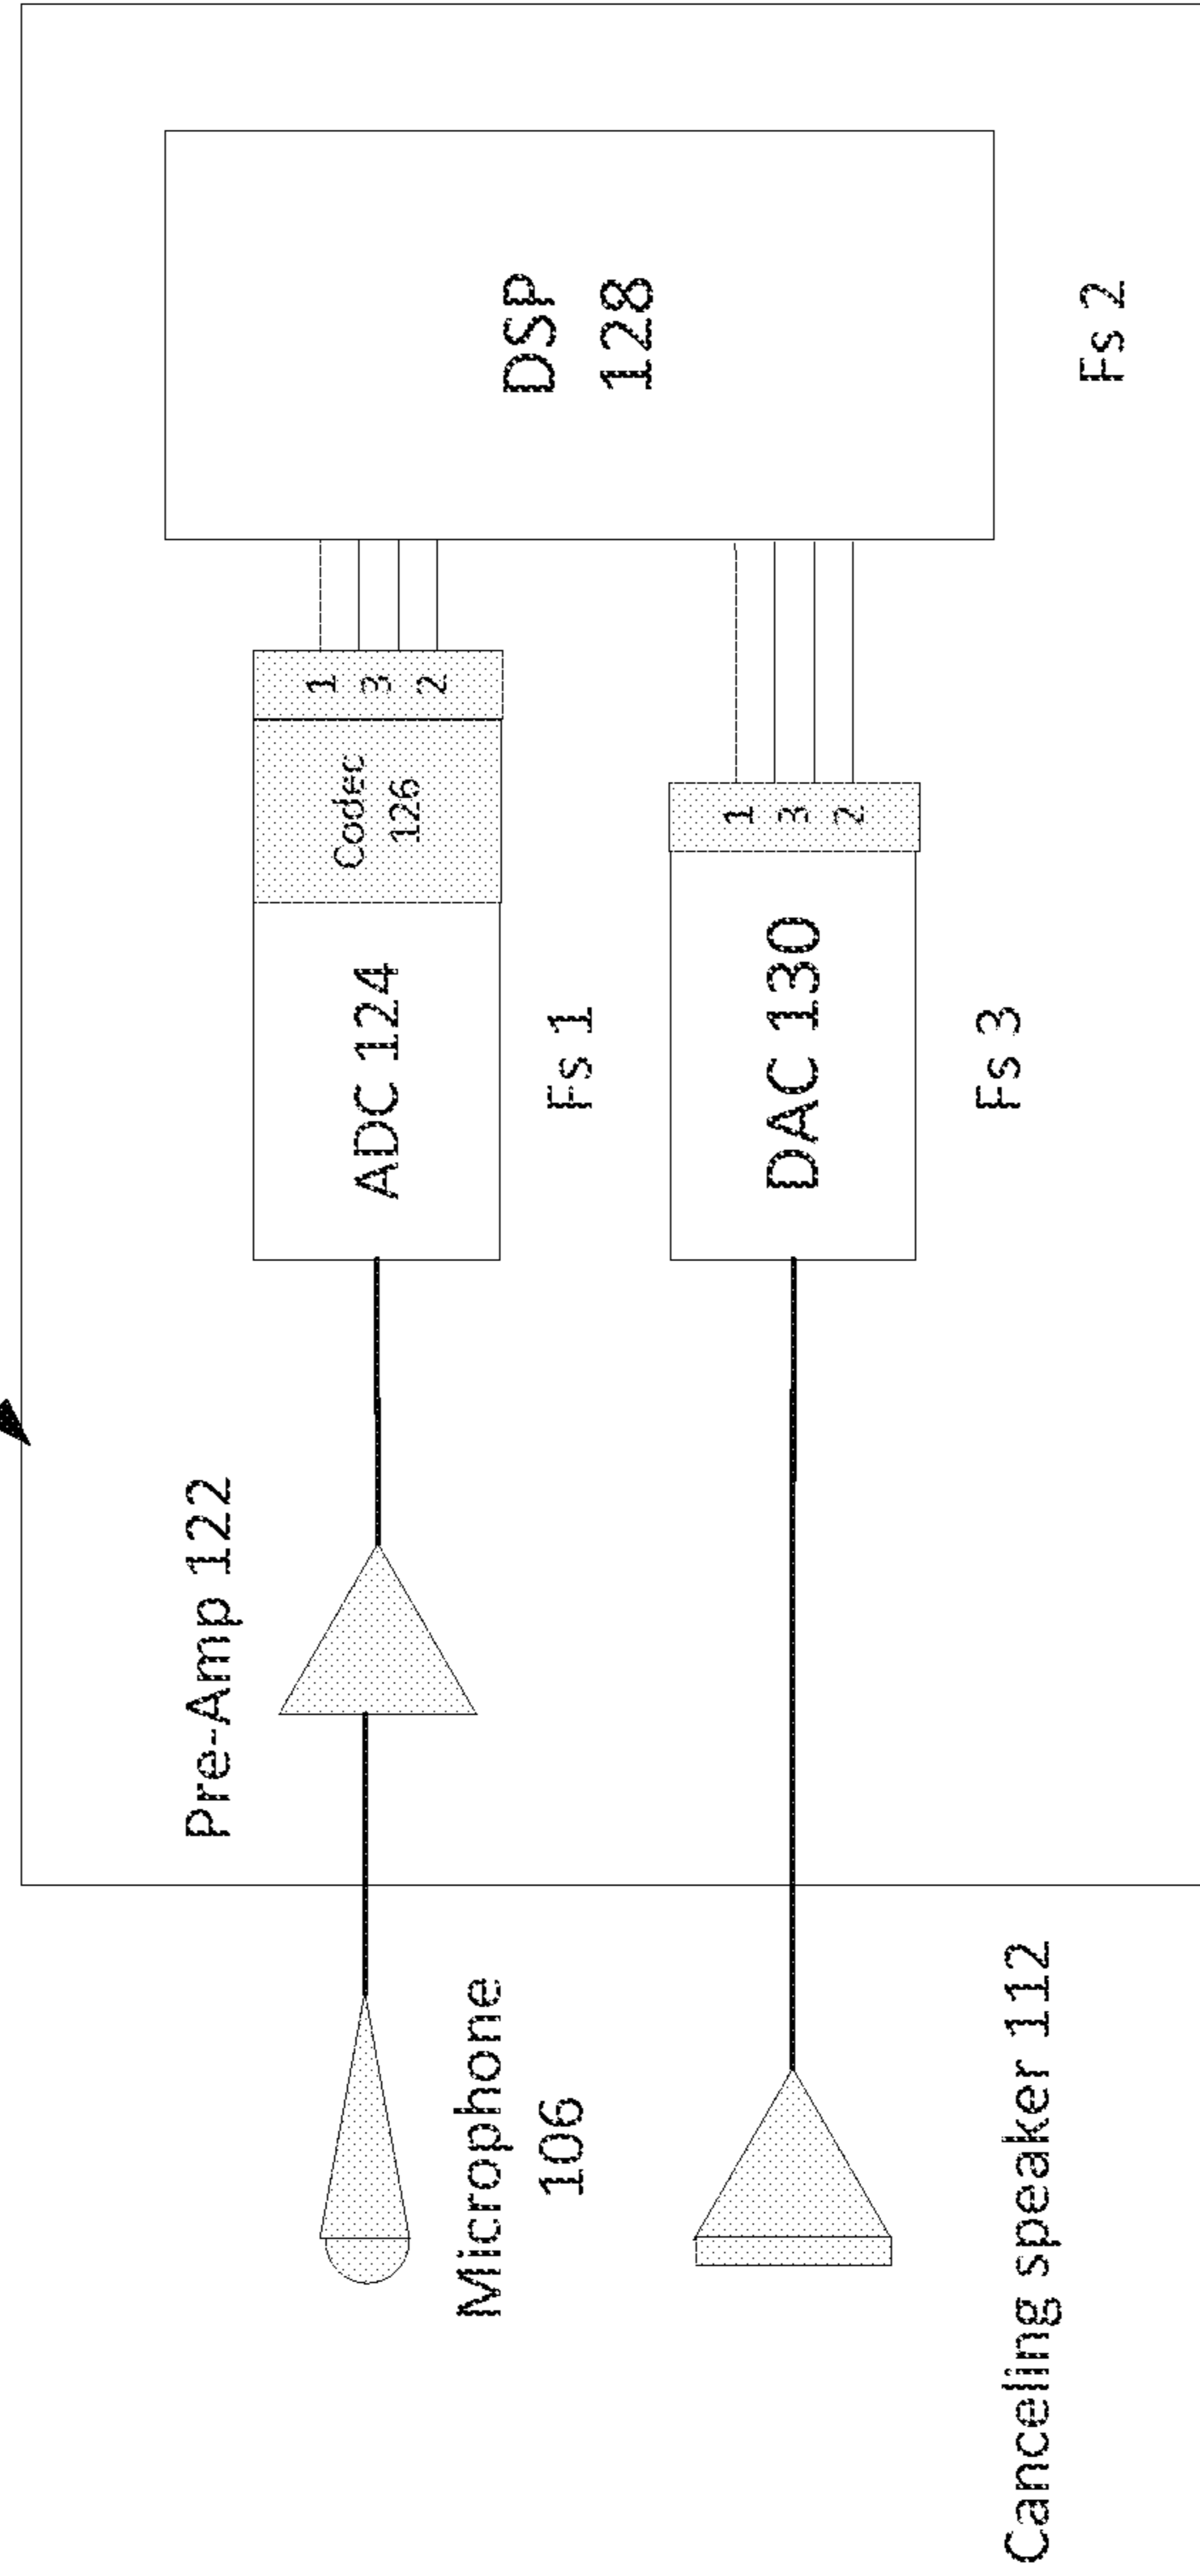 Pre-Amp 122
Microphone
106
ADC 124
Codec
126
1
3
2
Fs 1
DSP
128
Fs 2
DAC 130
1
3
2
Fs 3
Canceling speaker 112